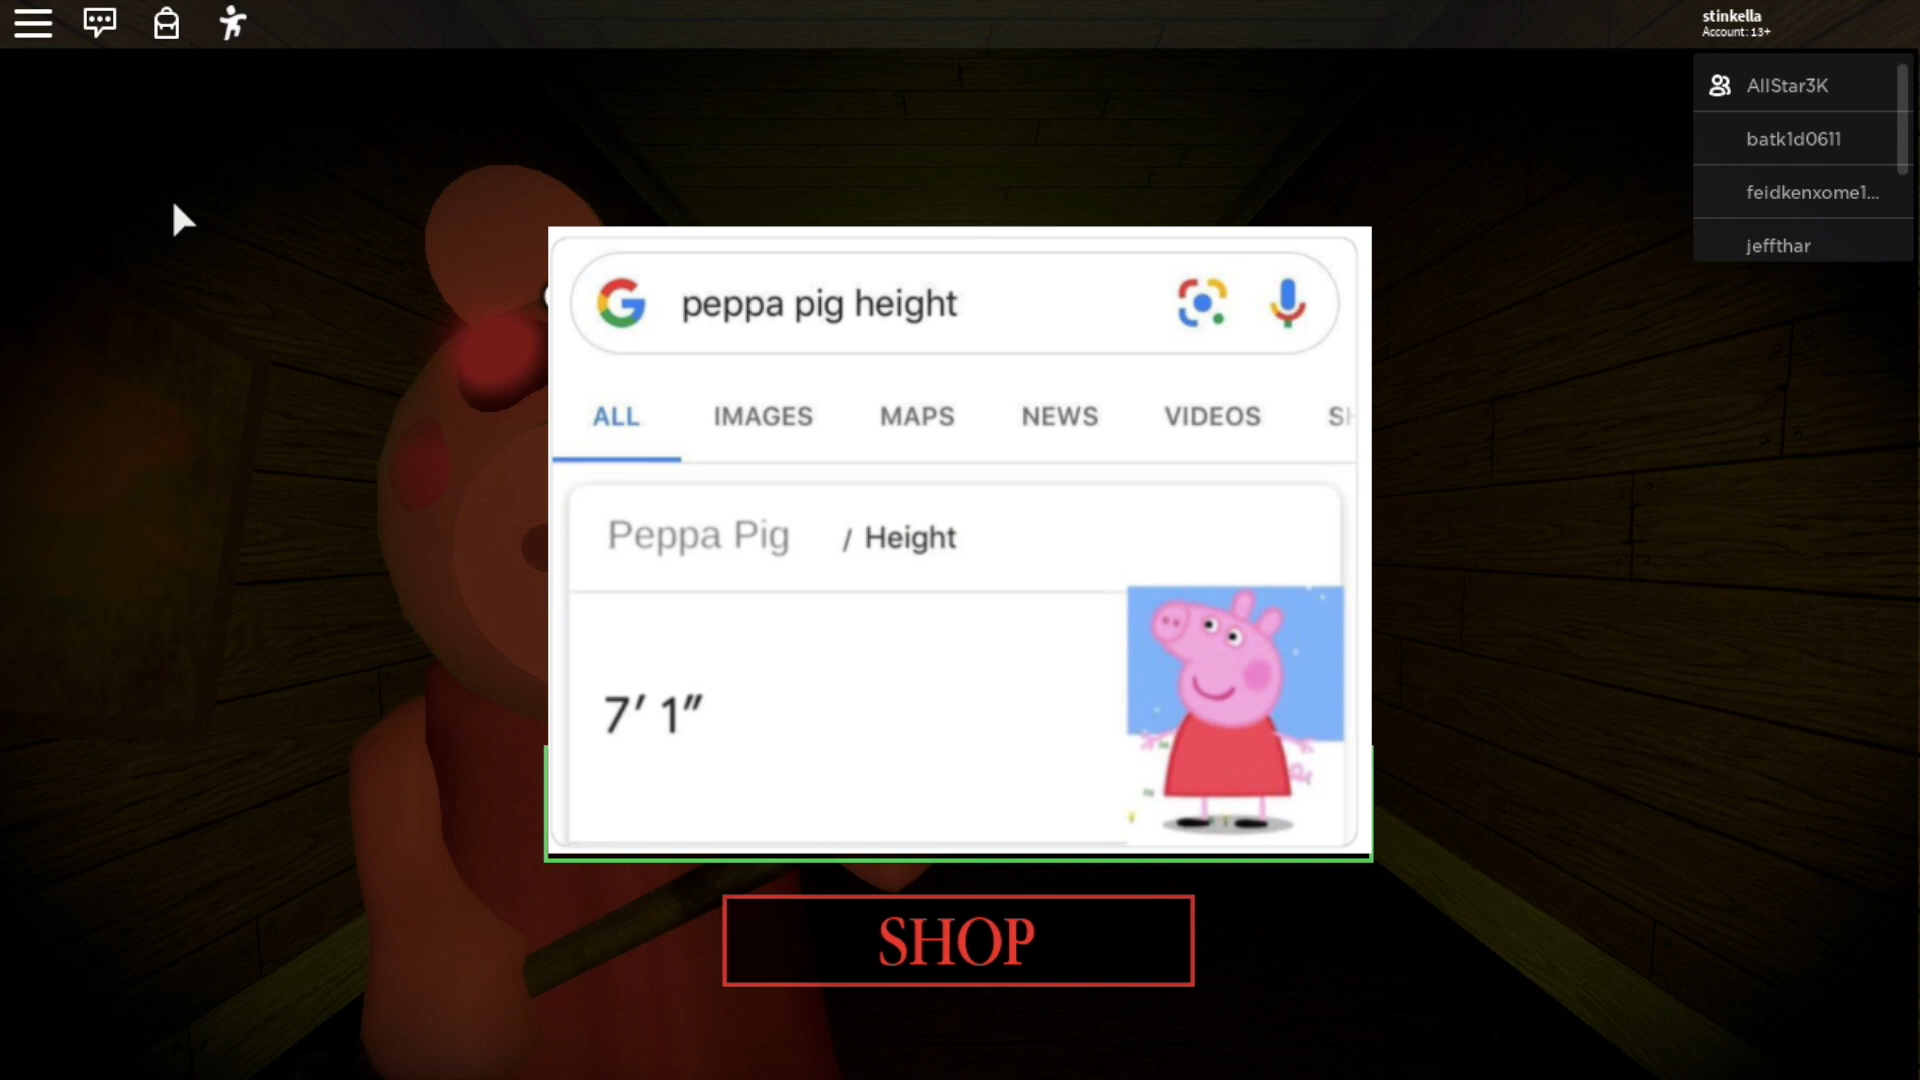 stinkella
Account: 13+
AllStar3K
batk1d0611
feidkenxome1...
jeffthar
peppa pig height
ALL IMAGES MAPS NEWS VIDEOS SH
Peppa Pig / Height
7' 1"
SHOP